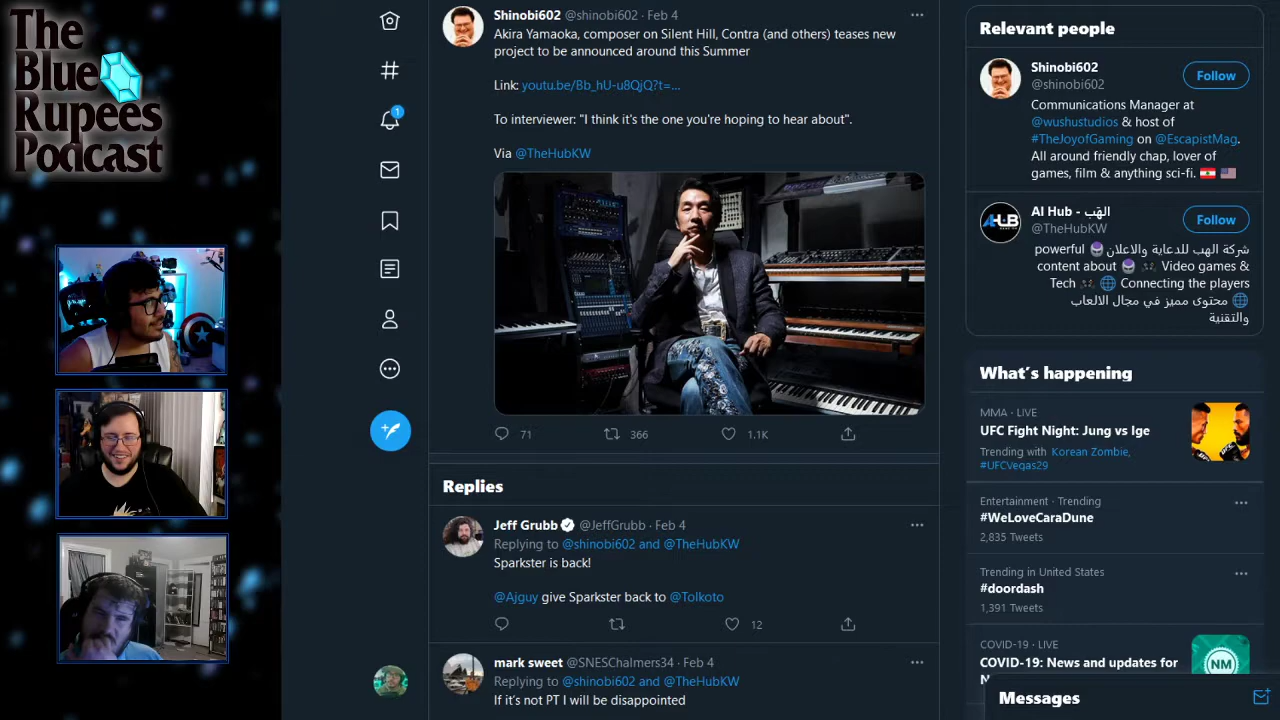 The
Blue
Rupees
Podcast
1
Shinobi602 @shinobi602 · Feb 4
Akira Yamaoka, composer on Silent Hill, Contra (and others) teases new
project to be announced around this Summer
Link: youtu.be/Bb_hU-u8QjQ?t=...
To interviewer: "I think it's the one you're hoping to hear about".
Via @TheHubKW
71 366 1.1K
Replies
Jeff Grubb @JeffGrubb · Feb 4
Replying to @shinobi602 and @TheHubKW
Sparkster is back!
@Ajguy give Sparkster back to @Tolkoto
12
mark sweet @SNESChalmers34 · Feb 4
Replying to @shinobi602 and @TheHubKW
If it's not PT I will be disappointed
Relevant people
Shinobi602
@shinobi602
Follow
Communications Manager at
@wushustudios & host of
#TheJoyofGaming on @EscapistMag.
All around friendly chap, lover of
games, film & anything sci-fi.
Al Hub - الهَب
@TheHubKW
Follow
شركة الهب للدعاية والاعلان powerful
content about Video games &
Tech Connecting the players
محتوى مميز في مجال الالعاب
والتقنية
What's happening
MMA · LIVE
UFC Fight Night: Jung vs Ige
Trending with Korean Zombie,
#UFCVegas29
Entertainment · Trending
#WeLoveCaraDune
2,835 Tweets
Trending in United States
#doordash
1,391 Tweets
COVID-19 · LIVE
COVID-19: News and updates for
NM
Messages